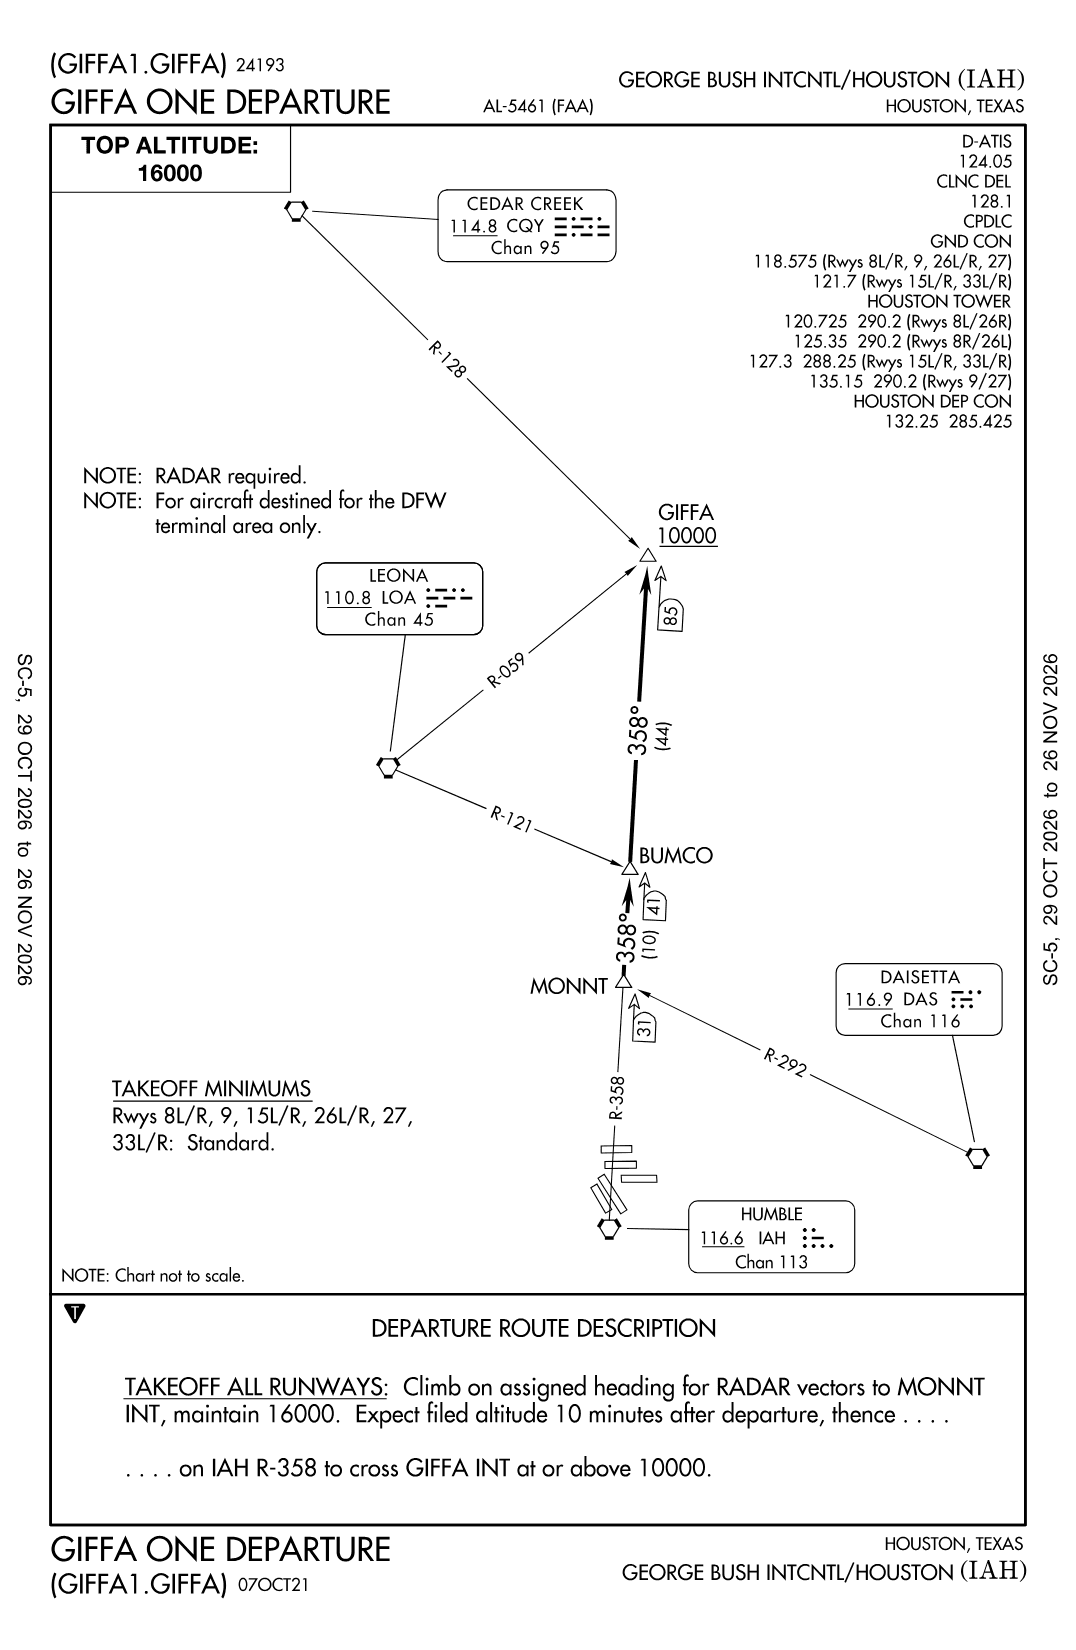 (GIFFA1.GIFFA) 24193
GIFFA ONE DEPARTURE
AL-5461 (FAA)
GEORGE BUSH INTCNTL/HOUSTON (IAH)
HOUSTON, TEXAS
TOP ALTITUDE:
16000
D-ATIS
124.05
CLNC DEL
128.1
CPDLC
GND CON
118.575 (Rwys 8L/R, 9, 26L/R, 27)
121.7 (Rwys 15L/R, 33L/R)
HOUSTON TOWER
120.725 290.2 (Rwys 8L/26R)
125.35 290.2 (Rwys 8R/26L)
127.3 288.25 (Rwys 15L/R, 33L/R)
135.15 290.2 (Rwys 9/27)
HOUSTON DEP CON
132.25 285.425
CEDAR CREEK
114.8 CQY
Chan 95
R-128
NOTE: RADAR required.
NOTE: For aircraft destined for the DFW
terminal area only.
GIFFA
10000
85
LEONA
110.8 LOA
Chan 45
R-059
358°
(44)
R-121
BUMCO
41
358°
(10)
MONNT
31
DAISETTA
116.9 DAS
Chan 116
R-292
R-358
TAKEOFF MINIMUMS
Rwys 8L/R, 9, 15L/R, 26L/R, 27,
33L/R: Standard.
HUMBLE
116.6 IAH
Chan 113
NOTE: Chart not to scale.
SC-5, 29 OCT 2026 to 26 NOV 2026
SC-5, 29 OCT 2026 to 26 NOV 2026
T
DEPARTURE ROUTE DESCRIPTION
TAKEOFF ALL RUNWAYS: Climb on assigned heading for RADAR vectors to MONNT
INT, maintain 16000. Expect filed altitude 10 minutes after departure, thence . . . .
. . . . on IAH R-358 to cross GIFFA INT at or above 10000.
GIFFA ONE DEPARTURE
(GIFFA1.GIFFA) 07OCT21
HOUSTON, TEXAS
GEORGE BUSH INTCNTL/HOUSTON (IAH)